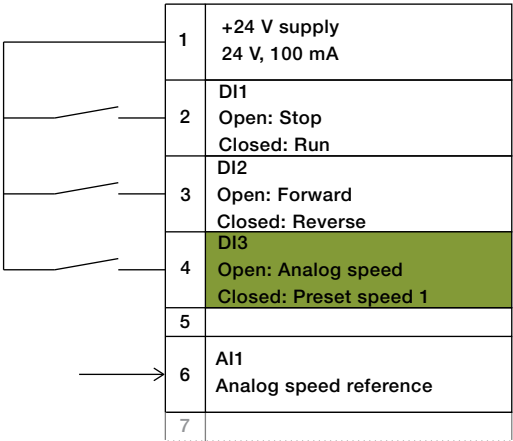 1
+24 V supply
24 V, 100 mA
2
DI1
Open: Stop
Closed: Run
3
DI2
Open: Forward
Closed: Reverse
4
DI3
Open: Analog speed
Closed: Preset speed 1
5
6
AI1
Analog speed reference
7